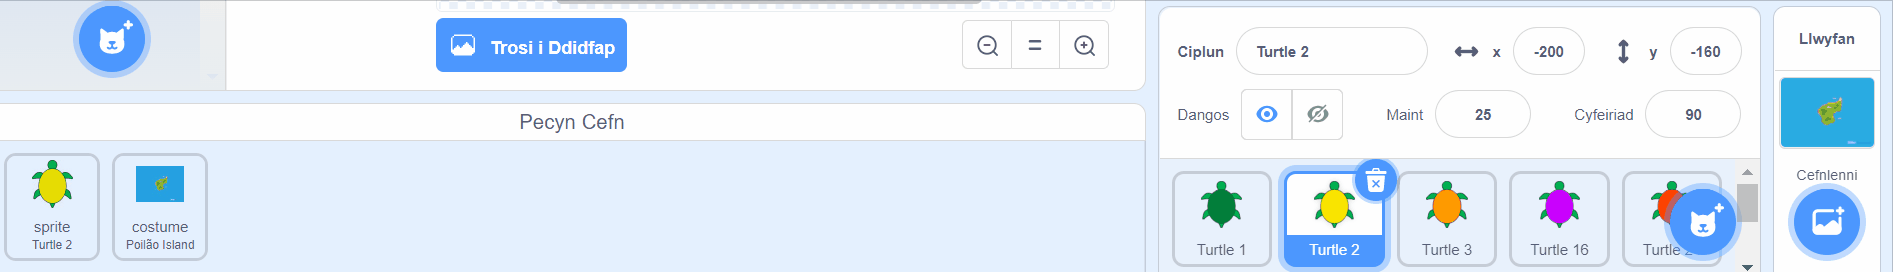 Trosi i Ddidfap
Pecyn Cefn
sprite
Turtle 2
costume
Poilão Island
Ciplun Turtle 2 x -200 y -160
Dangos Maint 25 Cyfeiriad 90
Turtle 1
Turtle 2
Turtle 3
Turtle 16
Turtle
Llwyfan
Cefnlenni